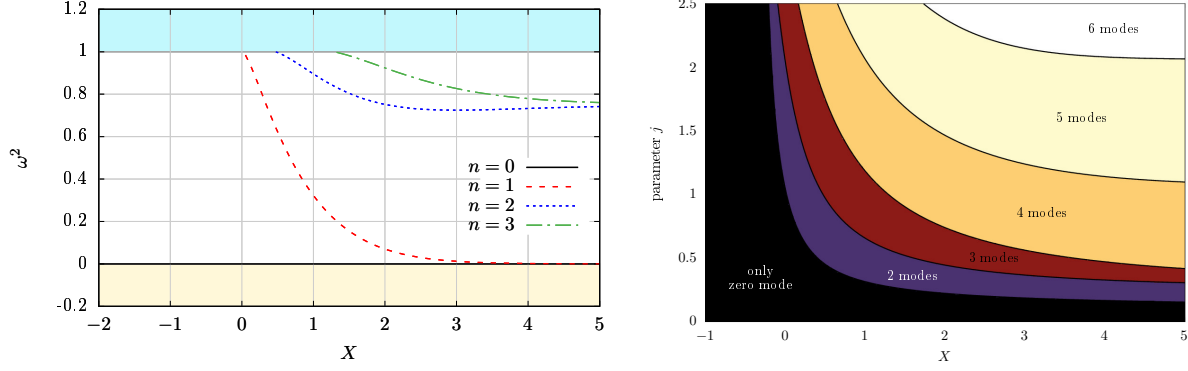 1.2
1
0.8
0.6
0.4
0.2
0
-0.2
ω²
n = 0
n = 1
n = 2
n = 3
−2 −1 0 1 2 3 4 5
X
2.5
2
1.5
1
0.5
0
parameter j
6 modes
5 modes
4 modes
3 modes
2 modes
only
zero mode
−1 0 1 2 3 4 5
X